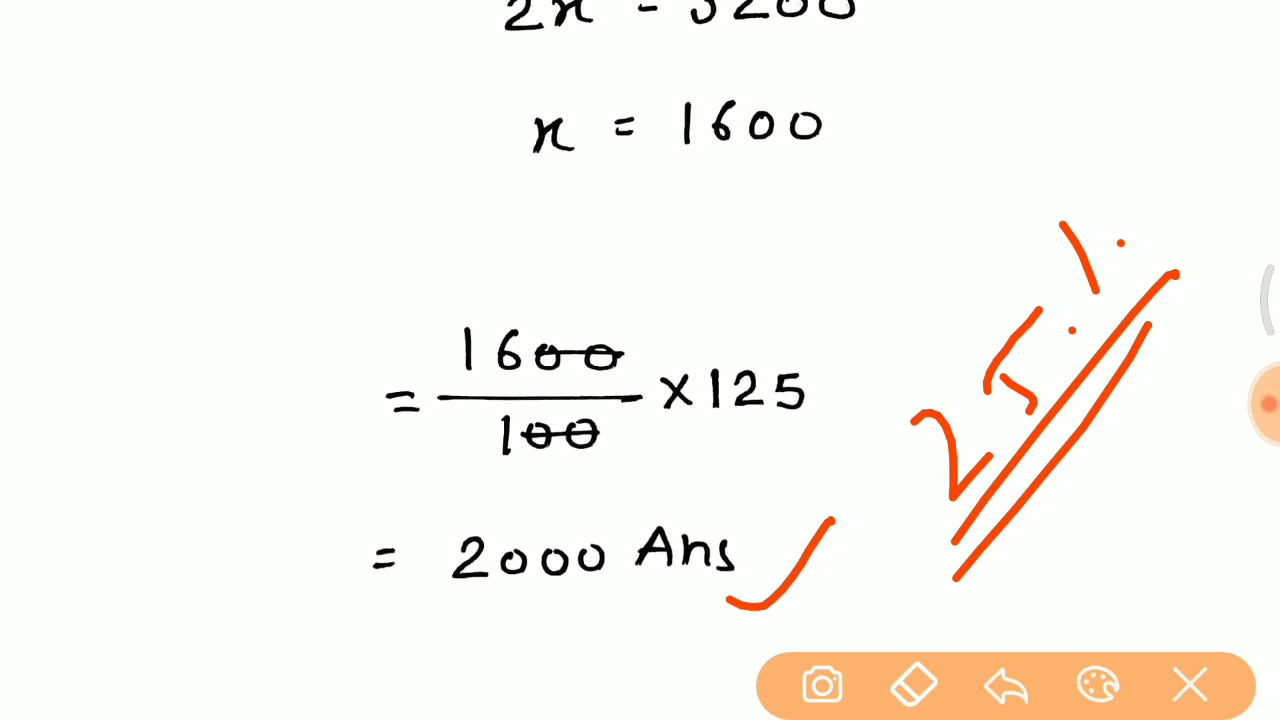 2x = 3200
x = 1600
= 1600/100 × 125
= 2000 Ans
25%